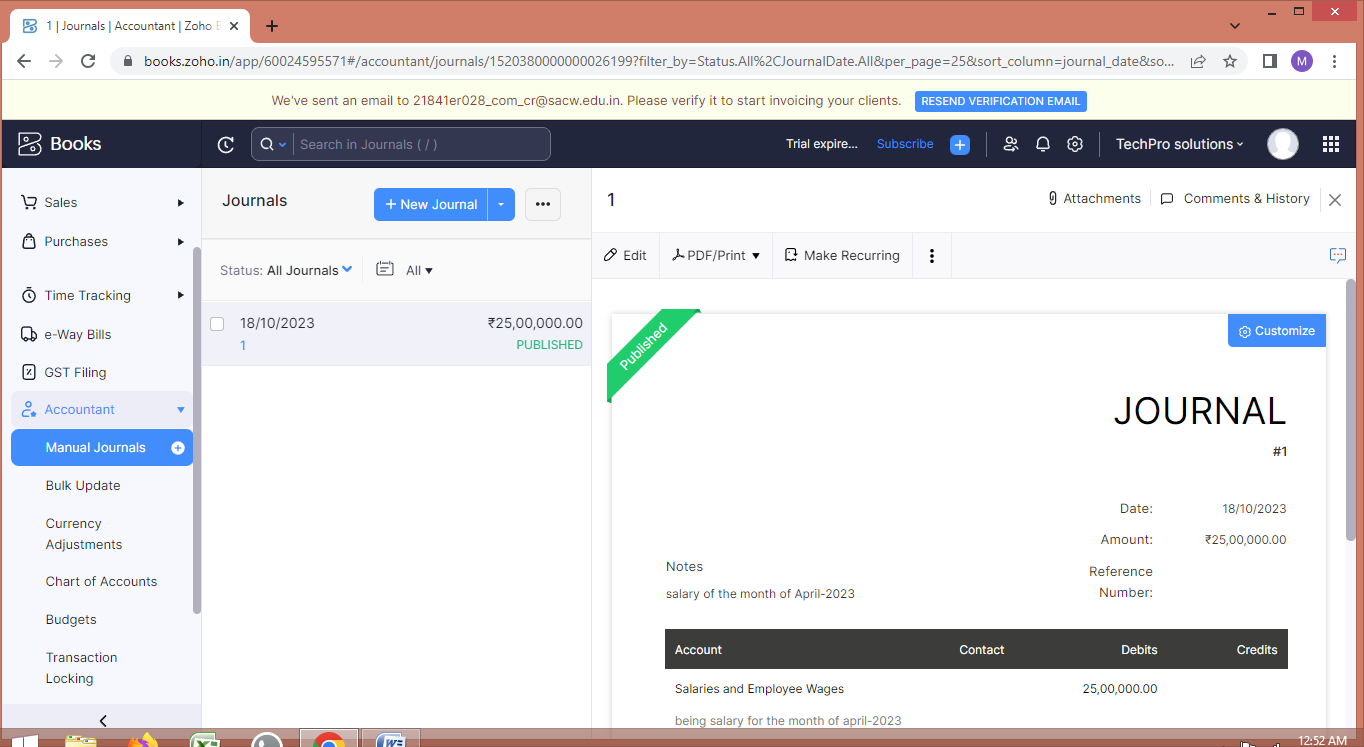 1 | Journals | Accountant | Zoho
books.zoho.in/app/60024595571#/accountant/journals/1520380000000026199?filter_by=Status.All%2CJournalDate.All&per_page=25&sort_column=journal_date&so...
M
We've sent an email to 21841er028_com_cr@sacw.edu.in. Please verify it to start invoicing your clients. RESEND VERIFICATION EMAIL
Books
Search in Journals ( / )
Trial expire... Subscribe
TechPro solutions
Sales
Purchases
Time Tracking
e-Way Bills
GST Filing
Accountant
Manual Journals
Bulk Update
Currency
Adjustments
Chart of Accounts
Budgets
Transaction
Locking
Journals
+ New Journal
Status: All Journals
All
18/10/2023 ₹25,00,000.00
1 PUBLISHED
1
Attachments
Comments & History
Edit
PDF/Print
Make Recurring
Published
Customize
JOURNAL
#1
Date: 18/10/2023
Amount: ₹25,00,000.00
Reference
Number:
Notes
salary of the month of April-2023
Account Contact Debits Credits
Salaries and Employee Wages 25,00,000.00
being salary for the month of april-2023
12:52 AM